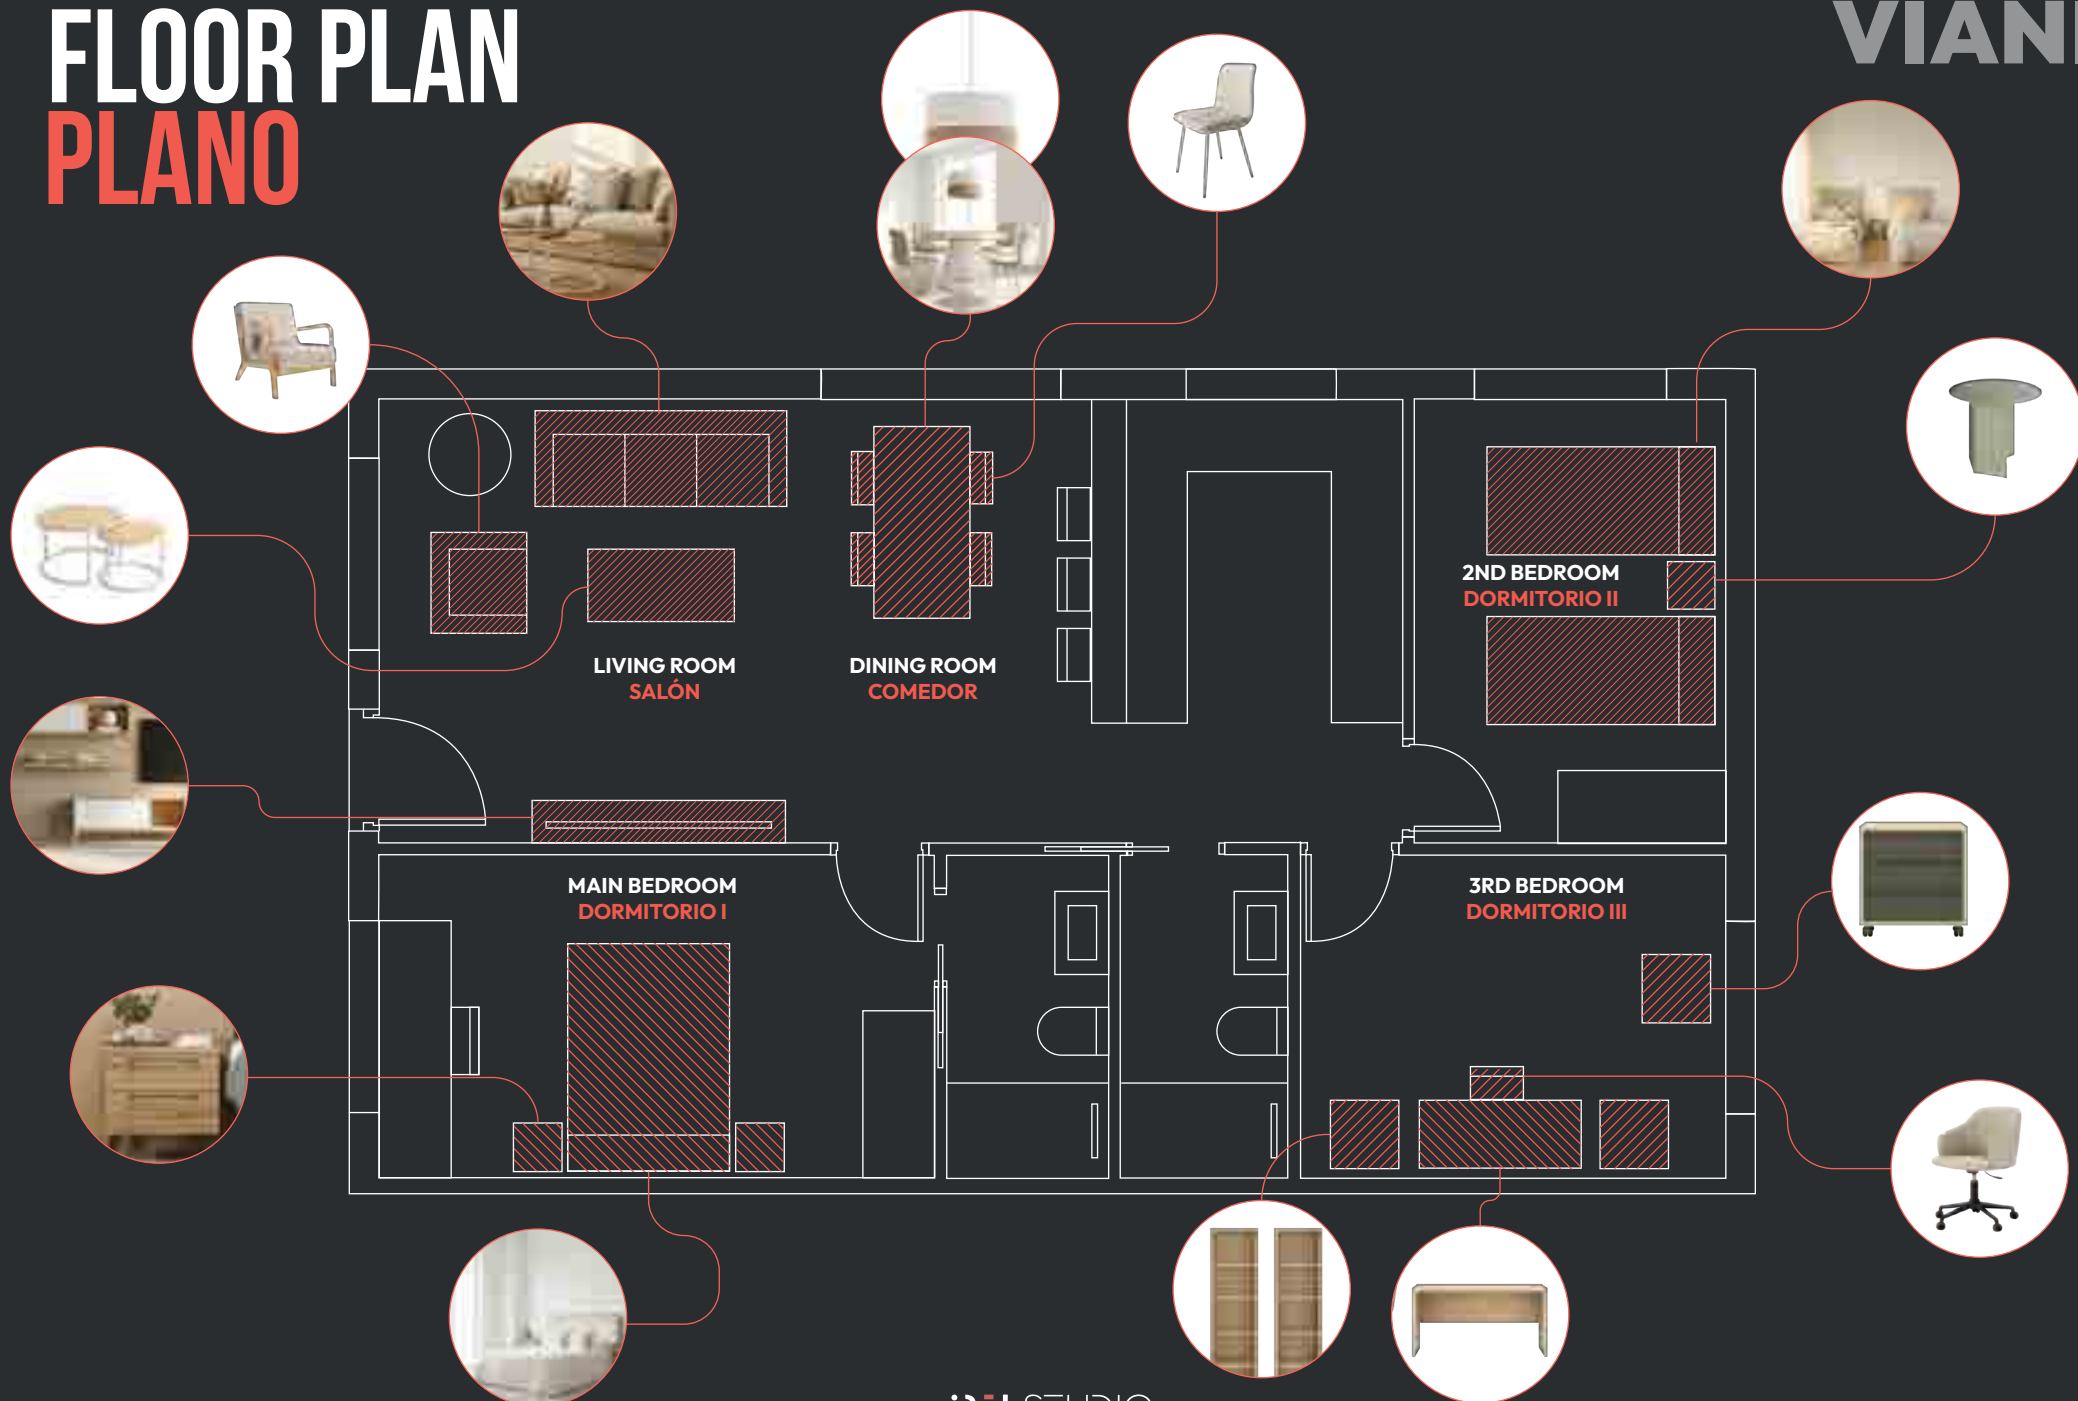 FLOOR PLAN
PLANO
LIVING ROOM
SALÓN
DINING ROOM
COMEDOR
2ND BEDROOM
DORMITORIO II
MAIN BEDROOM
DORMITORIO I
3RD BEDROOM
DORMITORIO III
STUDIO